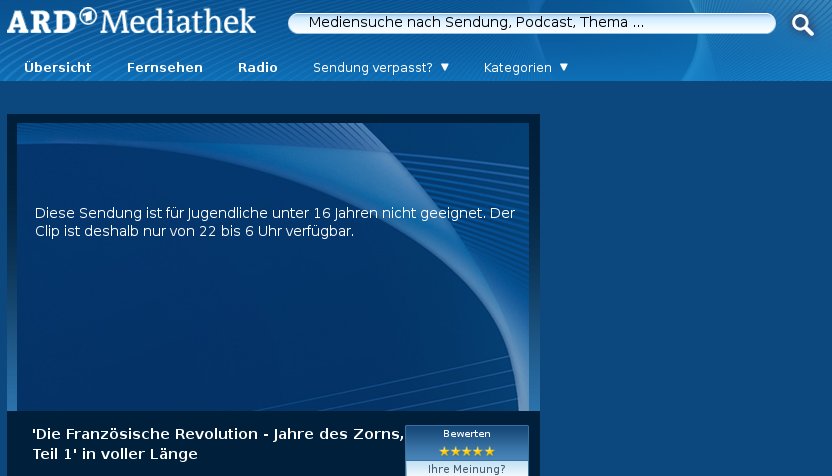 ARD Mediathek
Mediensuche nach Sendung, Podcast, Thema ...
Übersicht Fernsehen Radio Sendung verpasst? ▼ Kategorien ▼
Diese Sendung ist für Jugendliche unter 16 Jahren nicht geeignet. Der
Clip ist deshalb nur von 22 bis 6 Uhr verfügbar.
'Die Französische Revolution - Jahre des Zorns,
Teil 1' in voller Länge
Bewerten
Ihre Meinung?